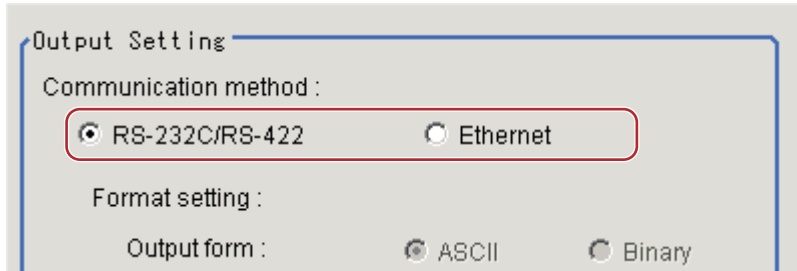 Output Setting
Communication method :
RS-232C/RS-422 Ethernet
Format setting :
Output form : ASCII Binary